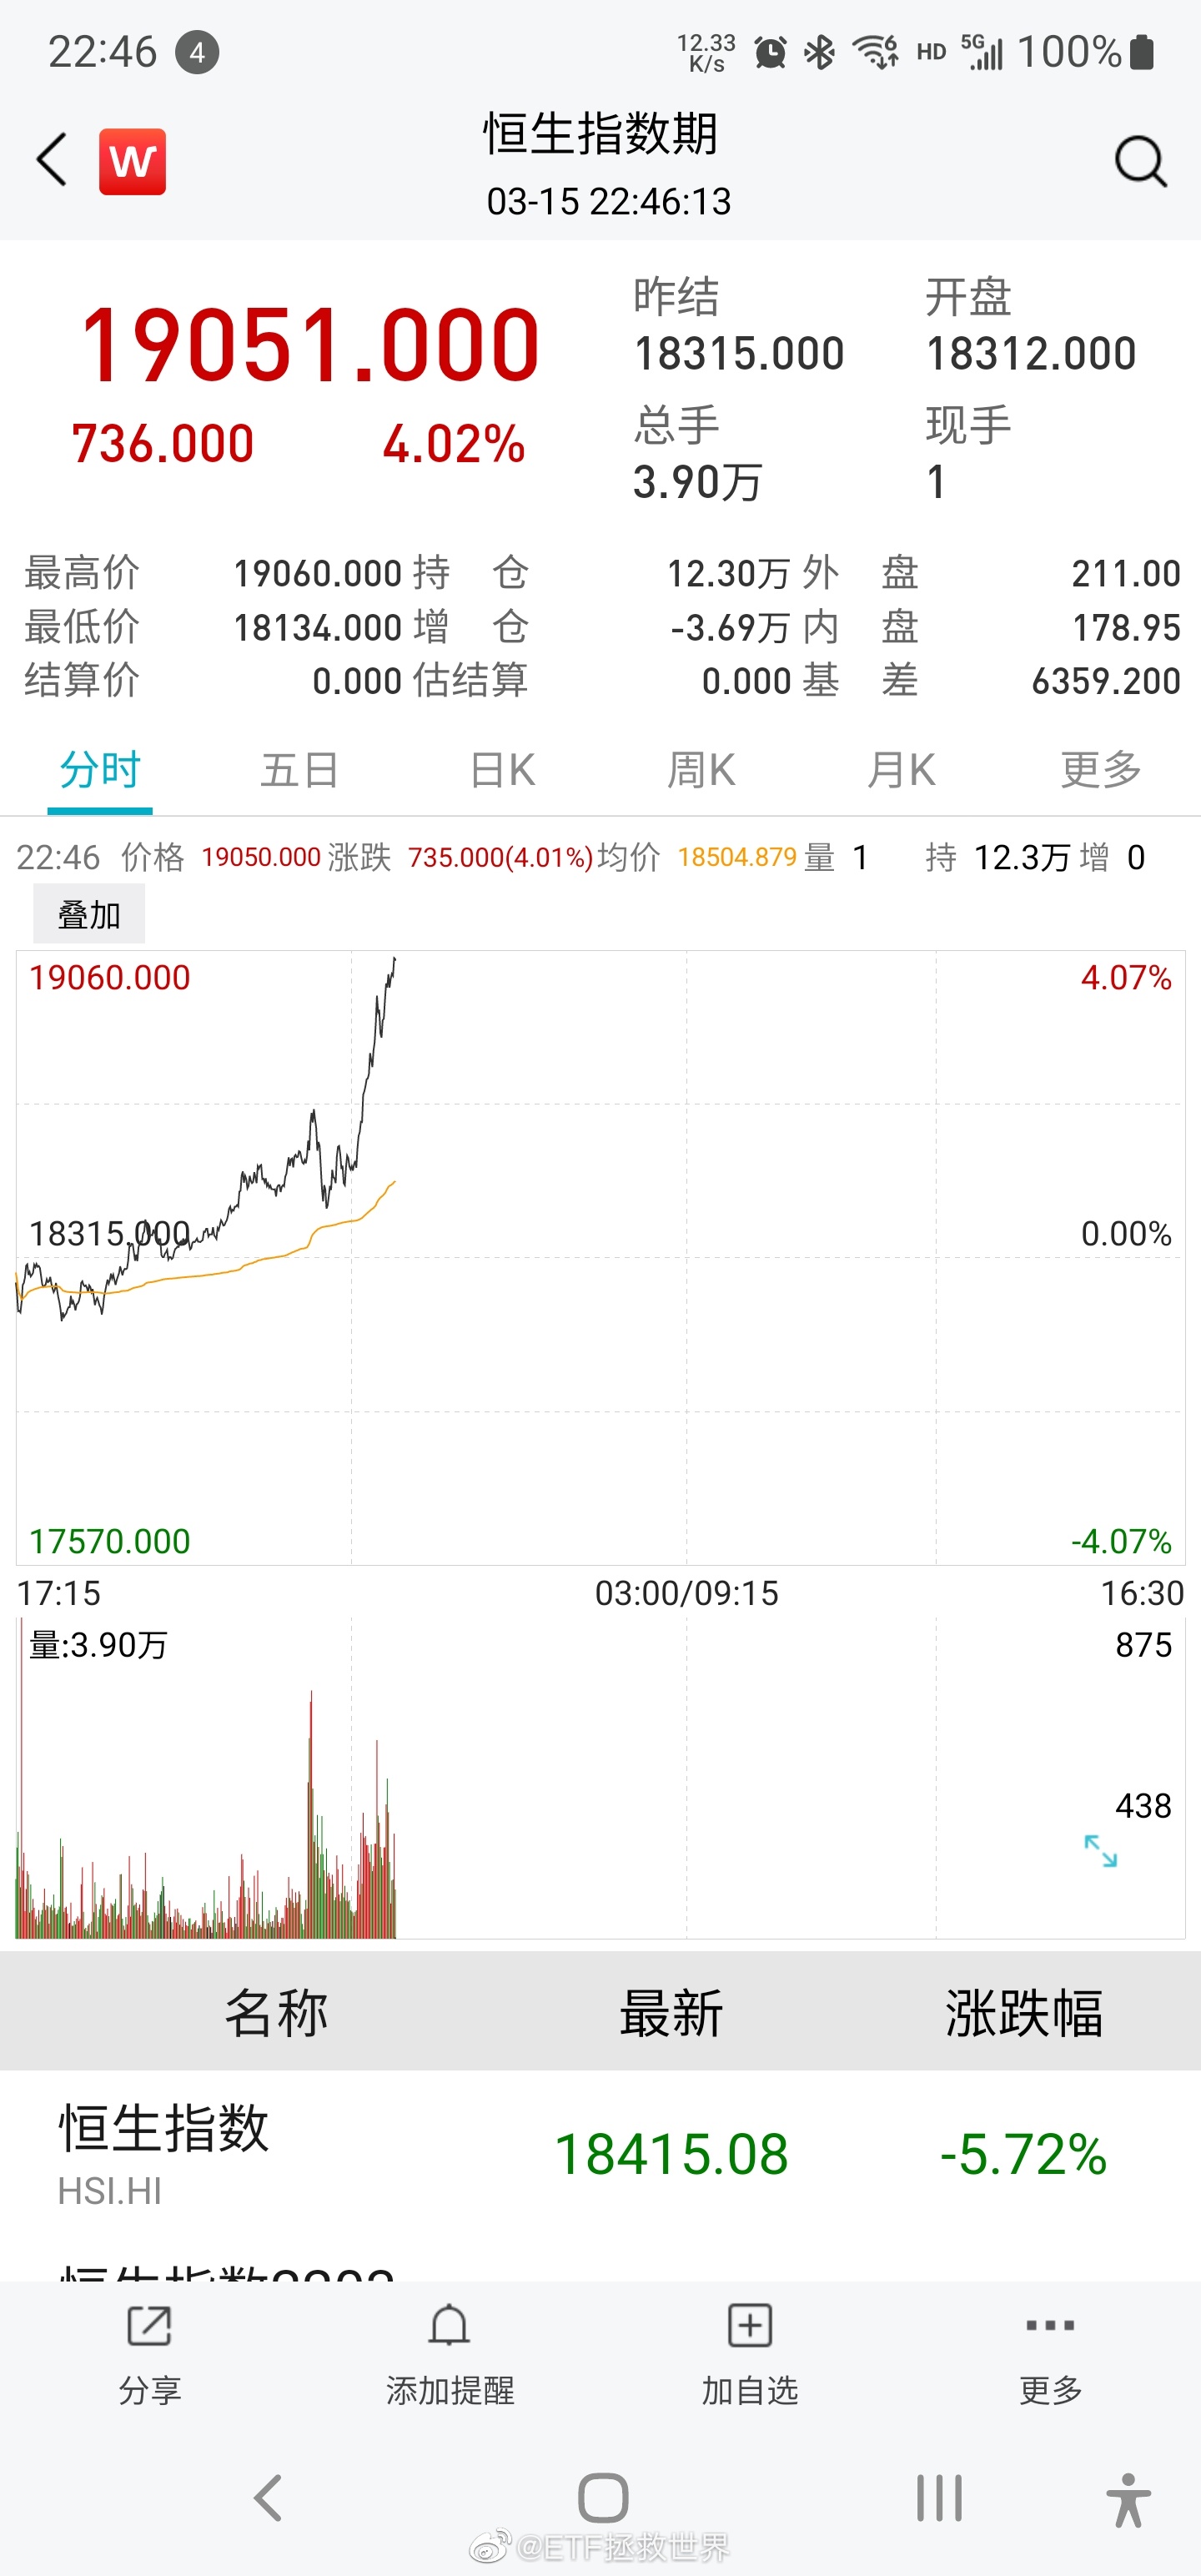 22:46 4 12.33 K/s HD 5G 100%
W 恒生指数期
03-15 22:46:13
19051.000
736.000 4.02%
昨结 开盘
18315.000 18312.000
总手 现手
3.90万 1
最高价 19060.000 持 仓 12.30万 外 盘 211.00
最低价 18134.000 增 仓 -3.69万 内 盘 178.95
结算价 0.000 估结算 0.000 基 差 6359.200
分时 五日 日K 周K 月K 更多
22:46 价格 19050.000 涨跌 735.000(4.01%) 均价 18504.879 量 1 持 12.3万 增 0
叠加
19060.000 4.07%
18315.000 0.00%
17570.000 -4.07%
17:15 03:00/09:15 16:30
量:3.90万 875
438
名称 最新 涨跌幅
恒生指数 18415.08 -5.72%
HSI.HI
分享 添加提醒 加自选 更多
@ETF拯救世界